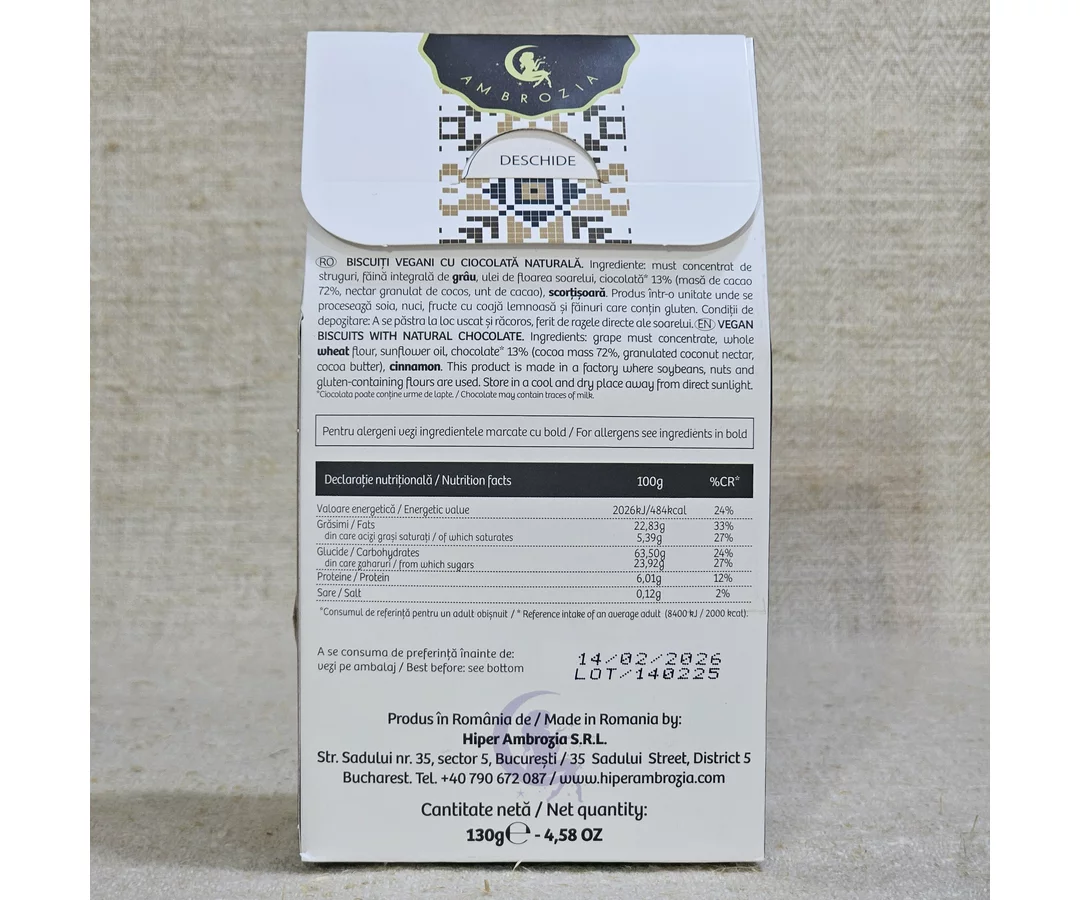 AMBROZIA
DESCHIDE
(RO) BISCUIȚI VEGANI CU CIOCOLATĂ NATURALĂ. Ingrediente: must concentrat de
struguri, făină integrală de grâu, ulei de floarea soarelui, ciocolată* 13% (masă de cacao
72%, nectar granulat de cocos, unt de cacao), scorțișoară. Produs într-o unitate unde se
procesează soia, nuci, fructe cu coajă lemnoasă și făinuri care conțin gluten. Condiții de
depozitare: A se păstra la loc uscat și răcoros, ferit de razele directe ale soarelui. (EN) VEGAN
BISCUITS WITH NATURAL CHOCOLATE. Ingredients: grape must concentrate, whole
wheat flour, sunflower oil, chocolate* 13% (cocoa mass 72%, granulated coconut nectar,
cocoa butter), cinnamon. This product is made in a factory where soybeans, nuts and
gluten-containing flours are used. Store in a cool and dry place away from direct sunlight.
*Ciocolata poate conține urme de lapte. / Chocolate may contain traces of milk.
Pentru alergeni vezi ingredientele marcate cu bold / For allergens see ingredients in bold
Declarație nutrițională / Nutrition facts 100g %CR*
Valoare energetică / Energetic value 2026kJ/484kcal 24%
Grăsimi / Fats 22,83g 33%
din care acizi grași saturați / of which saturates 5,39g 27%
Glucide / Carbohydrates 63,50g 24%
din care zaharuri / from which sugars 23,92g 27%
Proteine / Protein 6,01g 12%
Sare / Salt 0,12g 2%
*Consumul de referință pentru un adult obișnuit / * Reference intake of an average adult (8400 kJ / 2000 kcal).
A se consuma de preferință înainte de:
vezi pe ambalaj / Best before: see bottom
14/02/2026
LOT/140225
Produs în România de / Made in Romania by:
Hiper Ambrozia S.R.L.
Str. Sadului nr. 35, sector 5, București / 35 Sadului Street, District 5
Bucharest. Tel. +40 790 672 087 / www.hiperambrozia.com
Cantitate netă / Net quantity:
130g℮ - 4,58 OZ